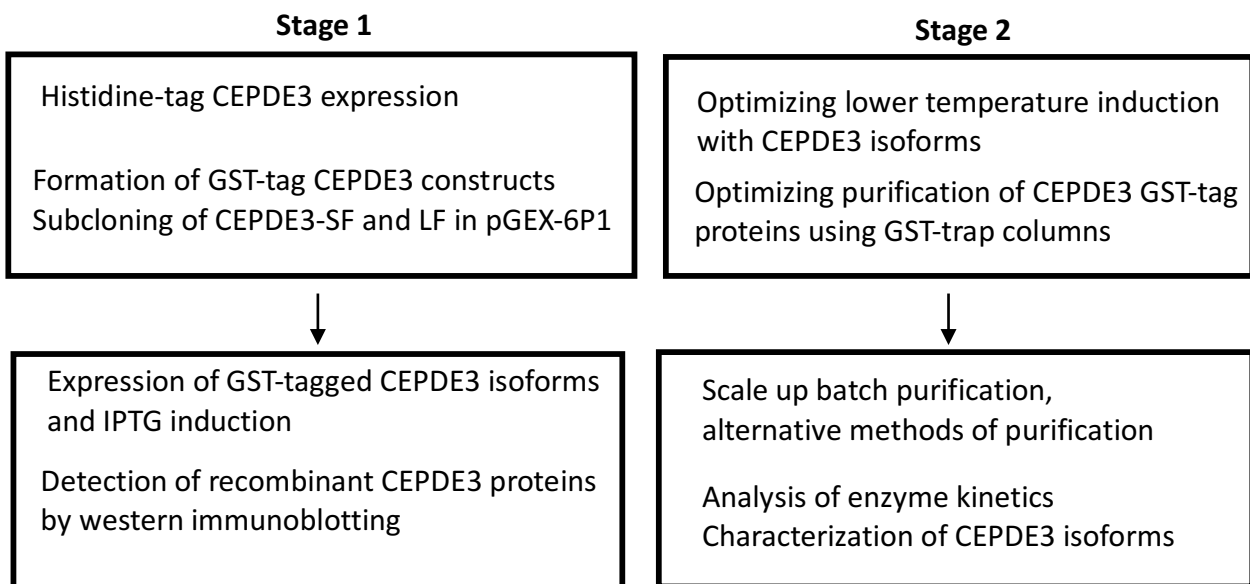 Stage 1
Histidine-tag CEPDE3 expression
Formation of GST-tag CEPDE3 constructs
Subcloning of CEPDE3-SF and LF in pGEX-6P1
Expression of GST-tagged CEPDE3 isoforms
and IPTG induction
Detection of recombinant CEPDE3 proteins
by western immunoblotting
Stage 2
Optimizing lower temperature induction
with CEPDE3 isoforms
Optimizing purification of CEPDE3 GST-tag
proteins using GST-trap columns
Scale up batch purification,
alternative methods of purification
Analysis of enzyme kinetics
Characterization of CEPDE3 isoforms